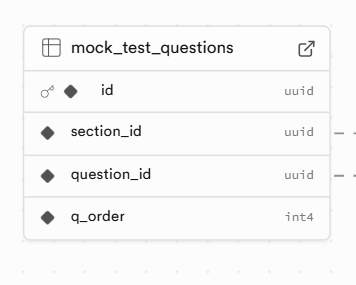 mock_test_questions
id uuid
section_id uuid
question_id uuid
q_order int4